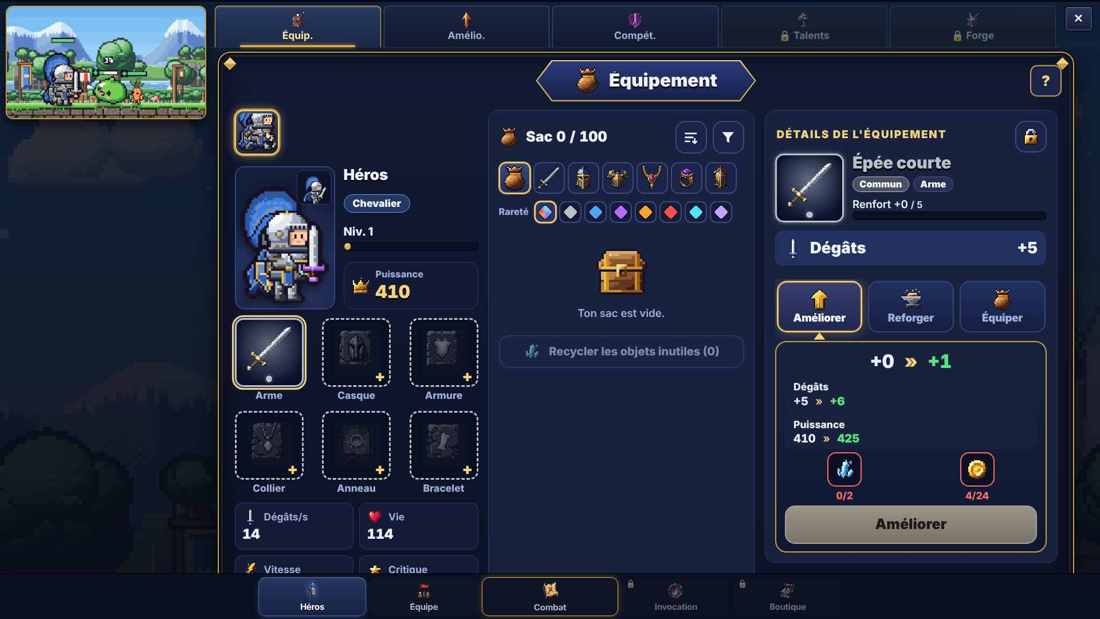 Équip.
Amélio.
Compét.
Talents
Forge
Équipement
?
Héros
Chevalier
Niv. 1
Puissance
410
Arme
Casque
Armure
Collier
Anneau
Bracelet
Dégâts/s
14
Vie
114
Vitesse
Critique
Sac 0 / 100
Rareté
Ton sac est vide.
Recycler les objets inutiles (0)
DÉTAILS DE L'ÉQUIPEMENT
Épée courte
Commun
Arme
Renfort +0 / 5
Dégâts
+5
Améliorer
Reforger
Équiper
+0 » +1
Dégâts
+5 » +6
Puissance
410 » 425
0/2
4/24
Améliorer
Héros
Équipe
Combat
Invocation
Boutique